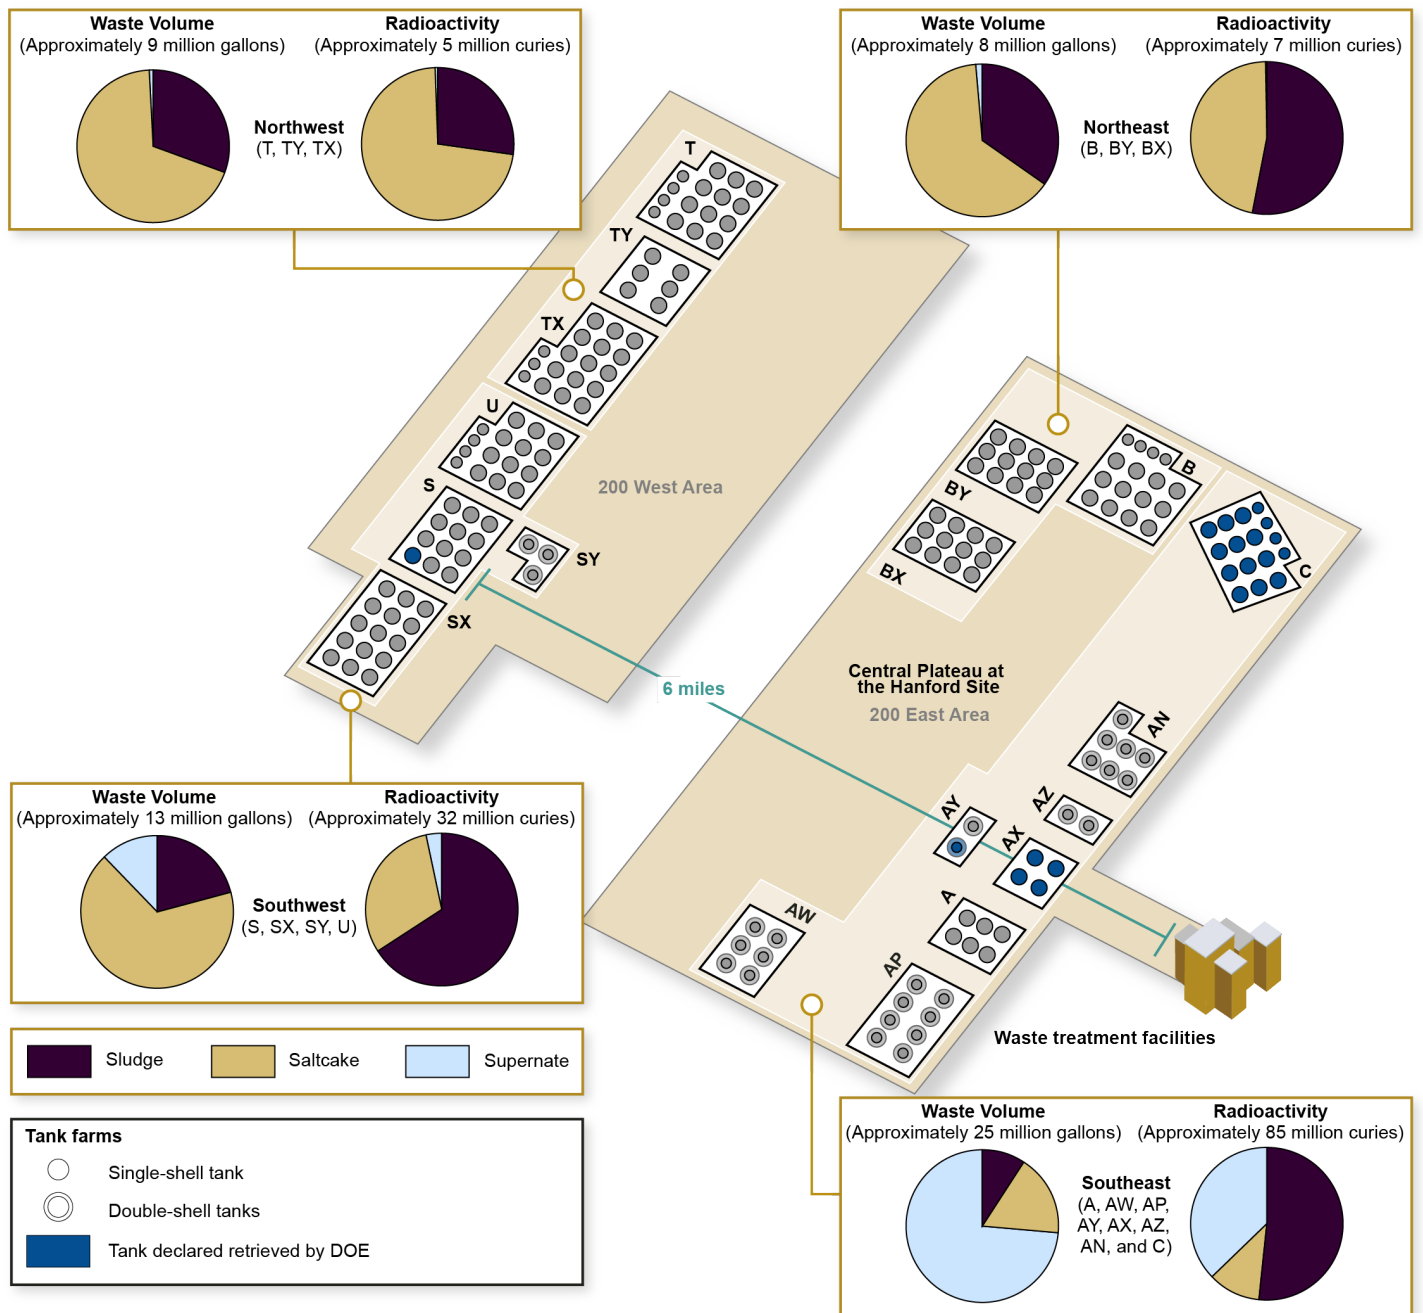 Waste Volume
(Approximately 9 million gallons)
Radioactivity
(Approximately 5 million curies)
Northwest
(T, TY, TX)
Waste Volume
(Approximately 8 million gallons)
Radioactivity
(Approximately 7 million curies)
Northeast
(B, BY, BX)
T
TY
TX
U
S
SY
SX
200 West Area
BY
B
BX
C
6 miles
Central Plateau at
the Hanford Site
200 East Area
AN
AZ
AY
AX
A
AW
AP
Waste treatment facilities
Waste Volume
(Approximately 13 million gallons)
Radioactivity
(Approximately 32 million curies)
Southwest
(S, SX, SY, U)
Sludge
Saltcake
Supernate
Tank farms
Single-shell tank
Double-shell tanks
Tank declared retrieved by DOE
Waste Volume
(Approximately 25 million gallons)
Radioactivity
(Approximately 85 million curies)
Southeast
(A, AW, AP,
AY, AX, AZ,
AN, and C)